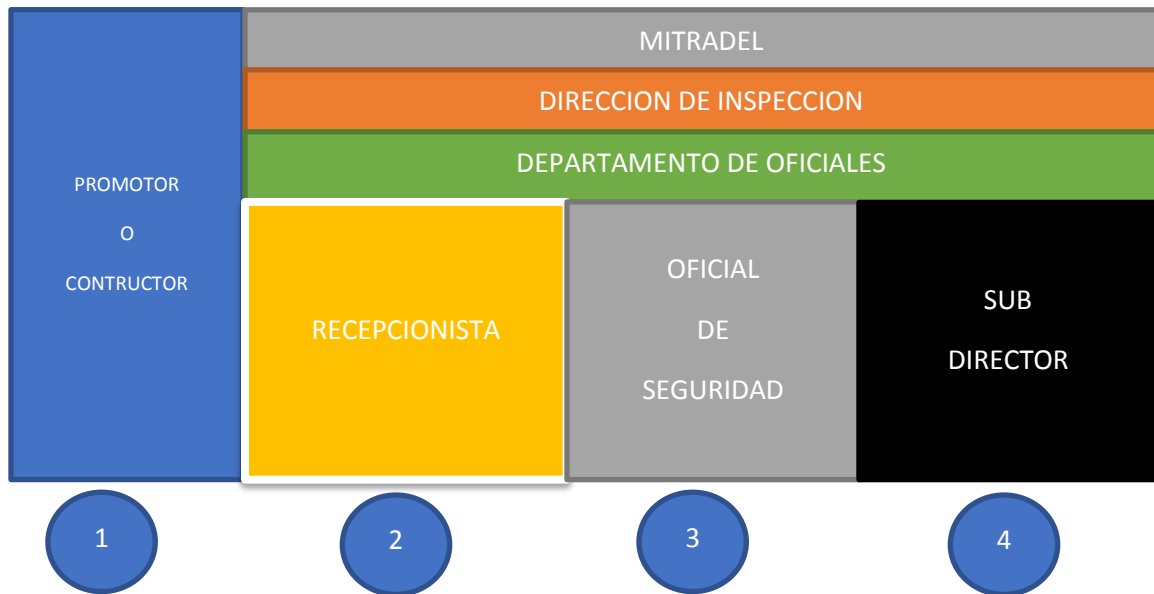 MITRADEL
DIRECCION DE INSPECCION
DEPARTAMENTO DE OFICIALES
PROMOTOR
O
CONTRUCTOR
RECEPCIONISTA
OFICIAL
DE
SEGURIDAD
SUB
DIRECTOR
1
2
3
4